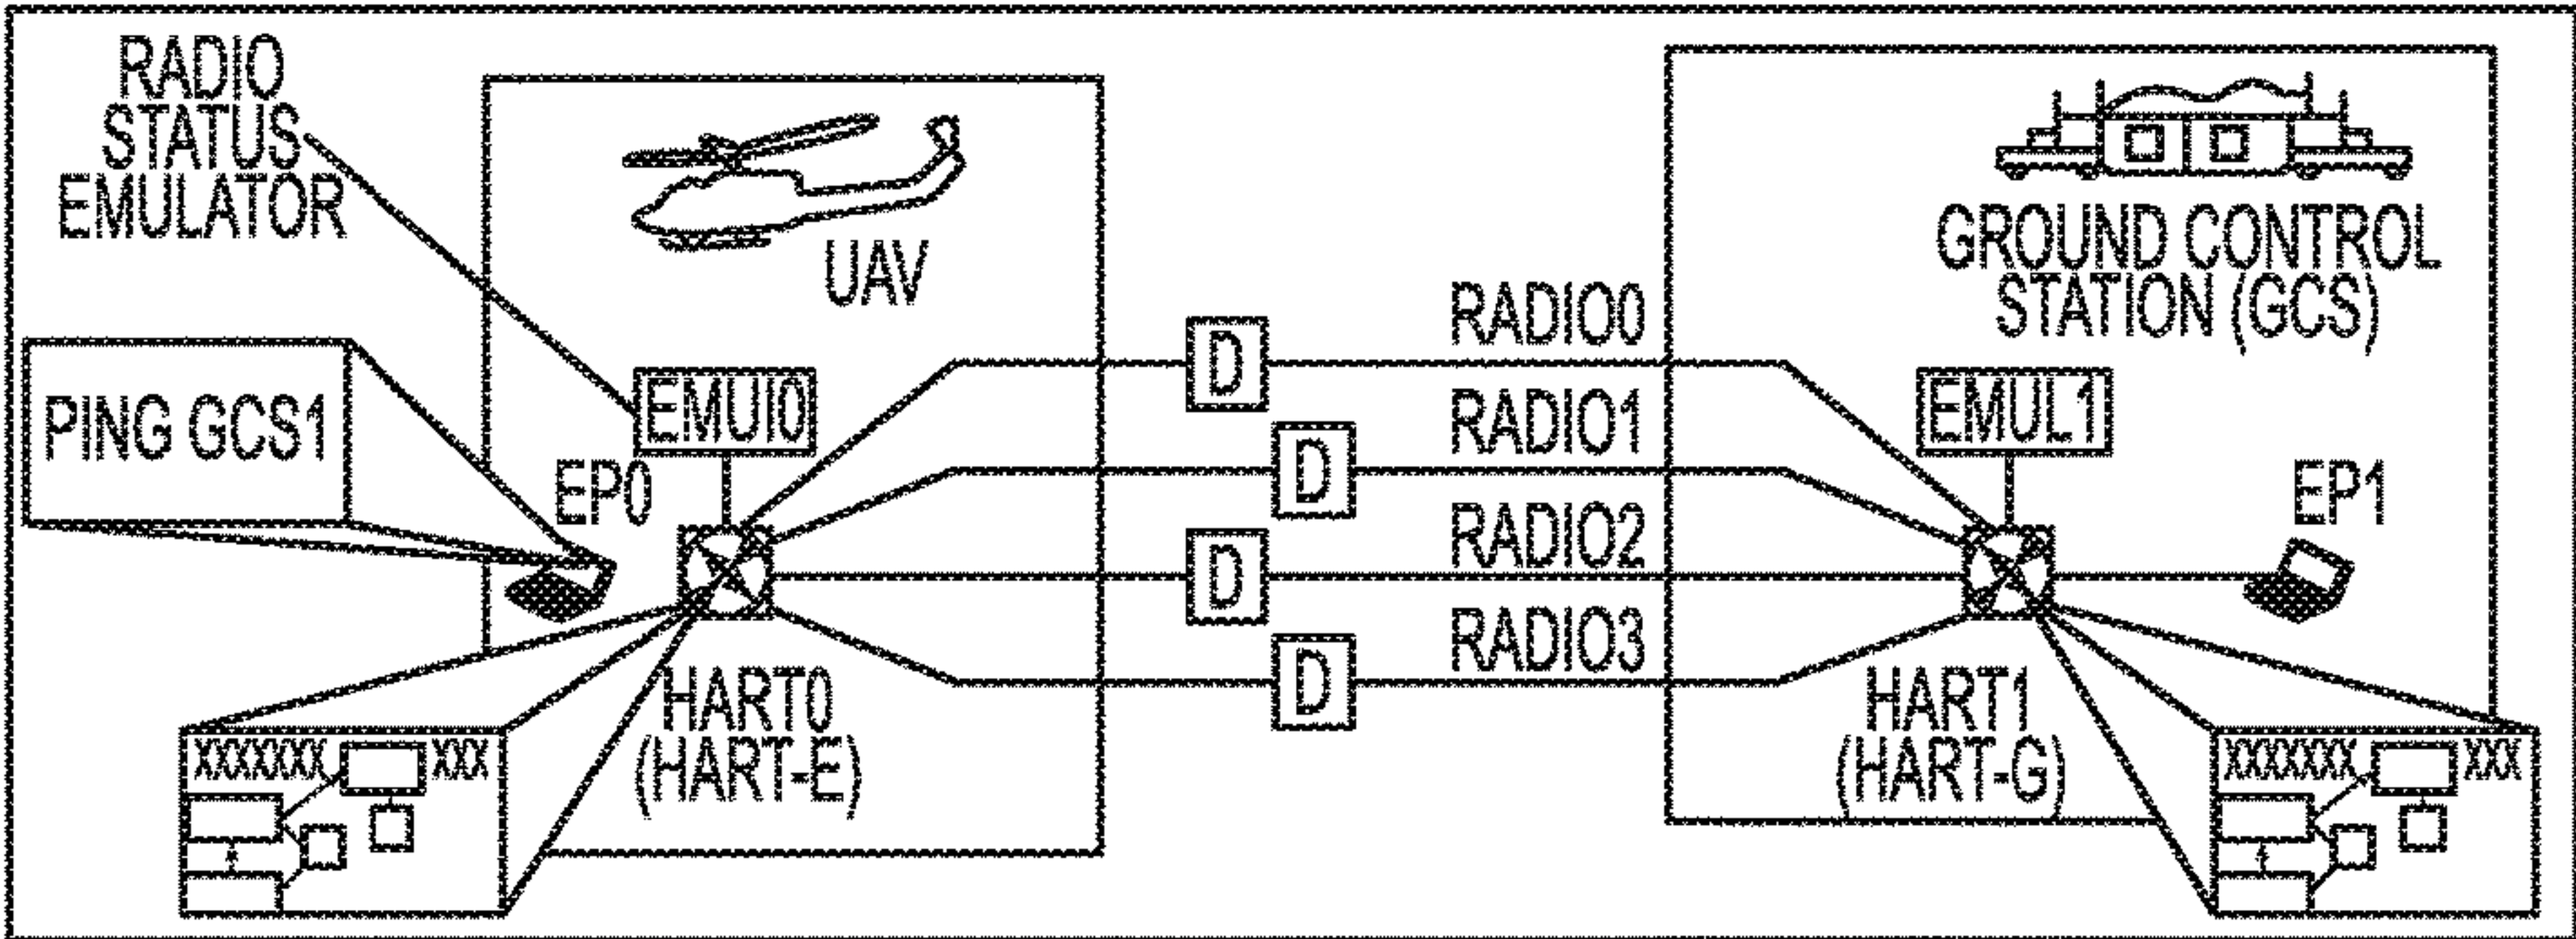 RADIO
STATUS
EMULATOR
UAV
GROUND CONTROL
STATION (GCS)
RADIO0
PING GCS1
EMUI0
RADIO1
EMUL1
EP0
EP1
D
D
D
D
RADIO2
RADIO3
HART0
(HART-E)
HART1
(HART-G)
XXXXXXX XXX
XXXXXXX XXX